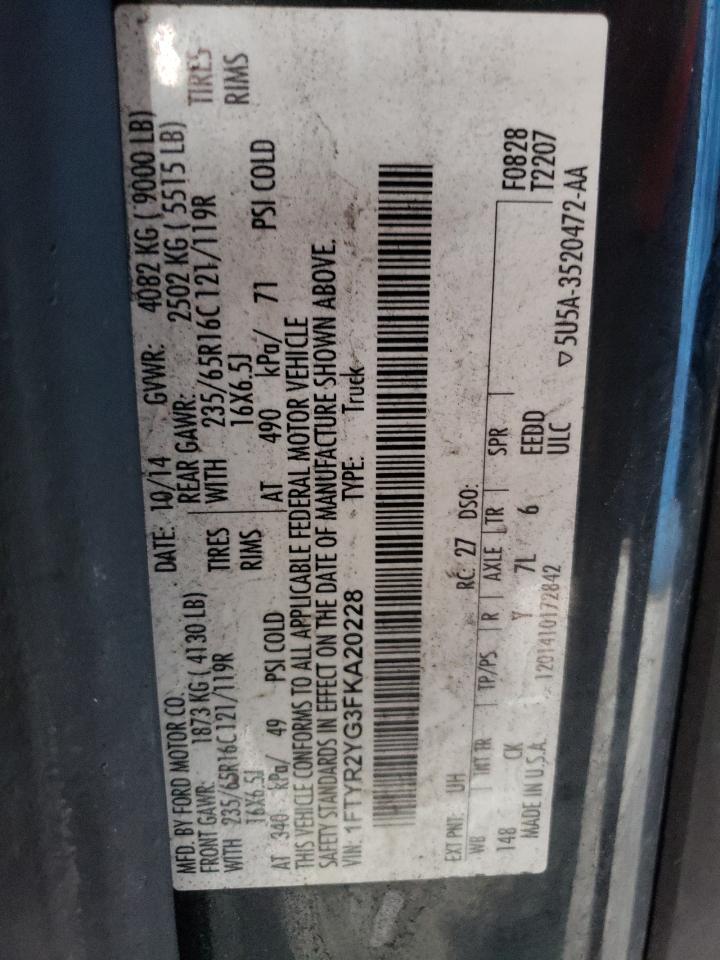 MFD. BY FORD MOTOR CO. DATE: 10/14 GVWR: 4082 KG ( 9000 LB)
FRONT GAWR: 1873 KG ( 4130 LB) REAR GAWR: 2502 KG ( 5515 LB)
WITH 235/65R16C 121/119R TIRES WITH 235/65R16C 121/119R TIRES
16X6.5J RIMS 16X6.5J RIMS
AT 340 kPa/ 49 PSI COLD AT 490 kPa/ 71 PSI COLD
THIS VEHICLE CONFORMS TO ALL APPLICABLE FEDERAL MOTOR VEHICLE
SAFETY STANDARDS IN EFFECT ON THE DATE OF MANUFACTURE SHOWN ABOVE.
VIN: 1FTYR2YG3FKA20228 TYPE: Truck
EXT PNT: UH RC: 27 DSO:
WB INT TR TP/PS R AXLE TR SPR F0828
148 CK Y 7L 6 EEDD T2207
MADE IN U.S.A. 1201410172842 ULC
▽5U5A-3520472-AA